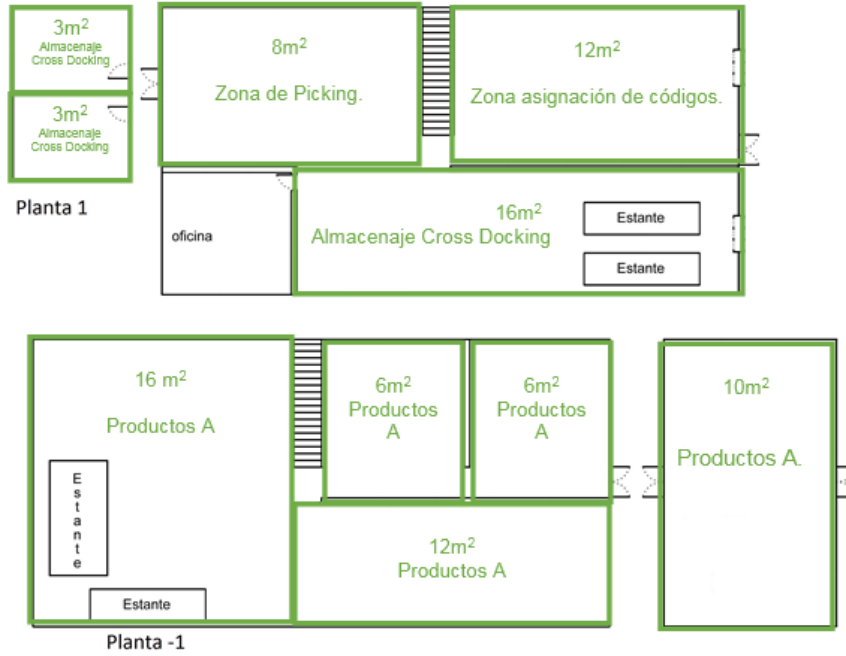 3m²
Almacenaje
Cross Docking
3m²
Almacenaje
Cross Docking
Planta 1
8m²
Zona de Picking.
12m²
Zona asignación de códigos.
oficina
16m²
Almacenaje Cross Docking
Estante
Estante
16 m²
Productos A
Estante
Estante
6m²
Productos
A
6m²
Productos
A
12m²
Productos A
10m²
Productos A.
Planta -1